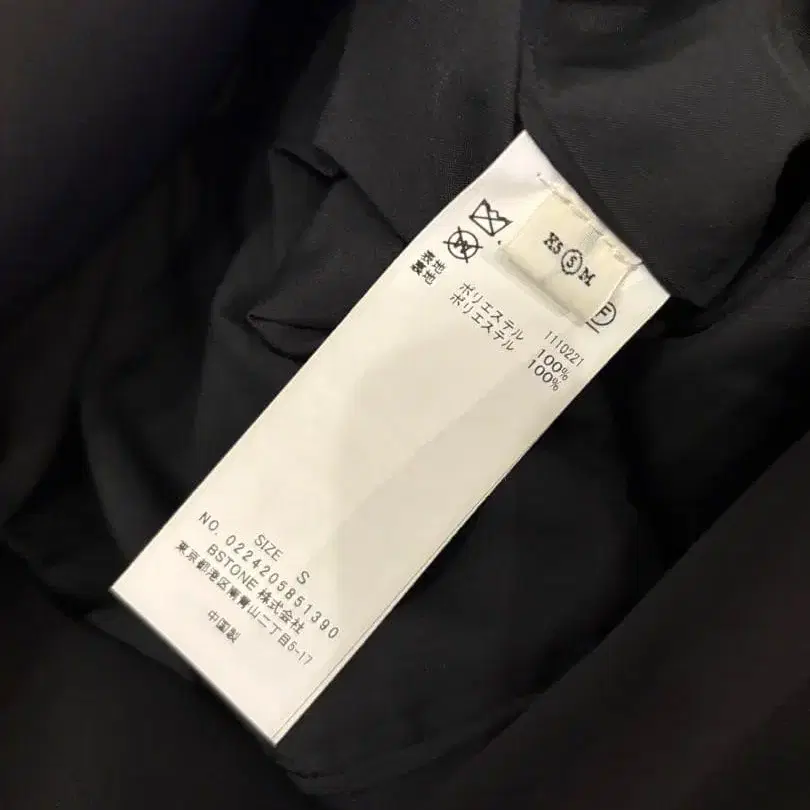 XS S M
F
1110221
表地 ポリエステル 100%
裏地 ポリエステル 100%
SIZE S
NO. 0224205851390
BSTONE 株式会社
東京都港区南青山二丁目5-17
中国製